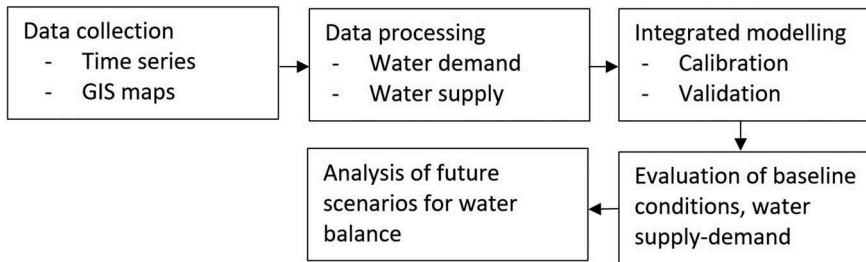 Data collection
- Time series
- GIS maps
Data processing
- Water demand
- Water supply
Integrated modelling
- Calibration
- Validation
Evaluation of baseline
conditions, water
supply-demand
Analysis of future
scenarios for water
balance